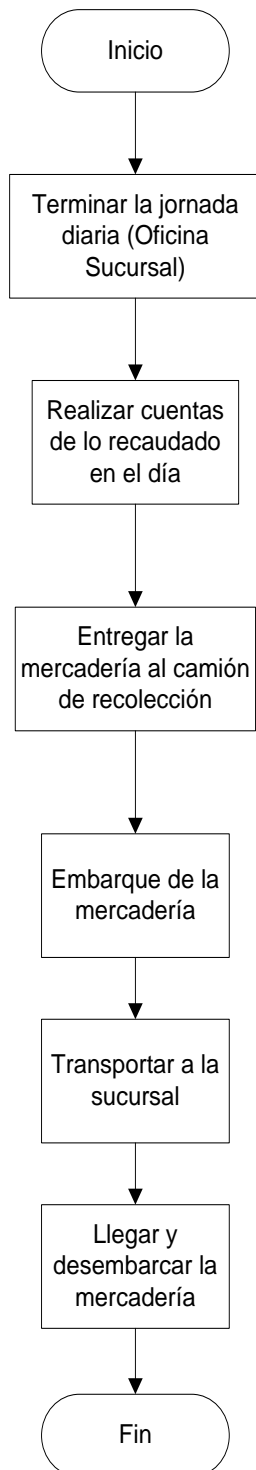 Inicio
Terminar la jornada
diaria (Oficina
Sucursal)
Realizar cuentas
de lo recaudado
en el día
Entregar la
mercadería al camión
de recolección
Embarque de la
mercadería
Transportar a la
sucursal
Llegar y
desembarcar la
mercadería
Fin